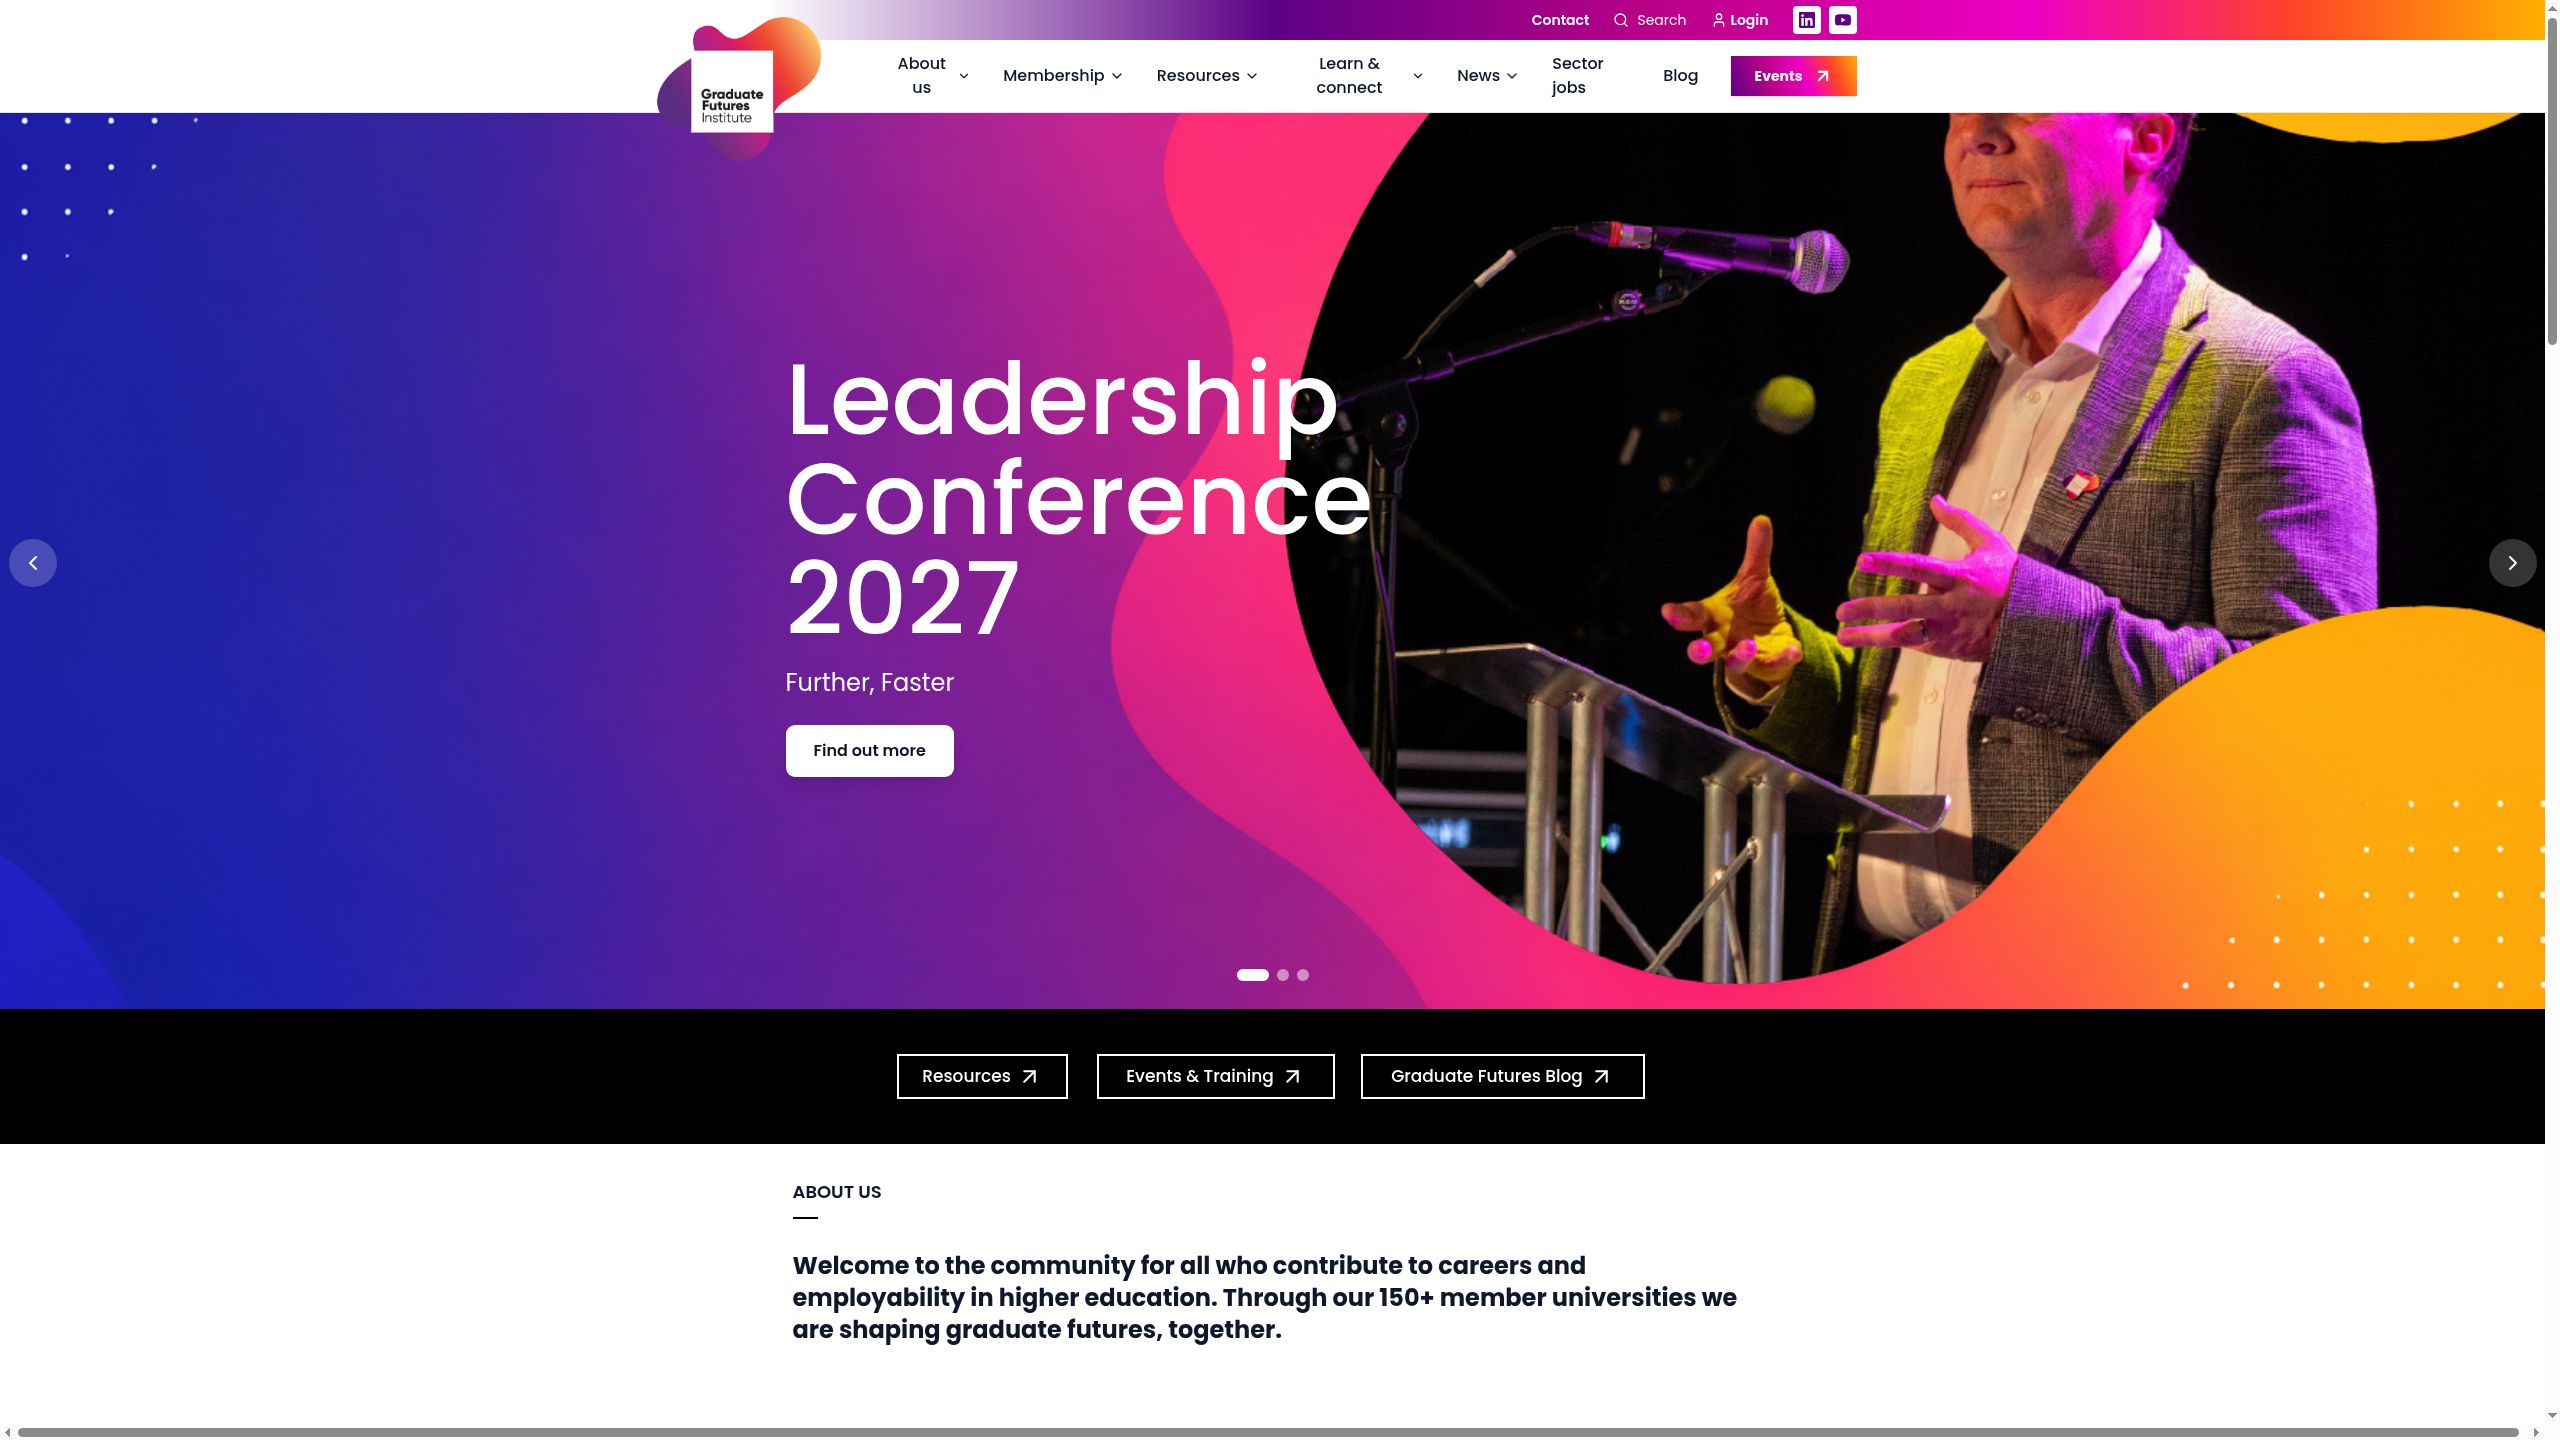 Contact
Search
Login
Graduate
Futures
Institute
About
us
Membership
Resources
Learn &
connect
News
Sector
jobs
Blog
Events
Leadership
Conference
2027
Further, Faster
Find out more
Resources
Events & Training
Graduate Futures Blog
ABOUT US
Welcome to the community for all who contribute to careers and
employability in higher education. Through our 150+ member universities we
are shaping graduate futures, together.